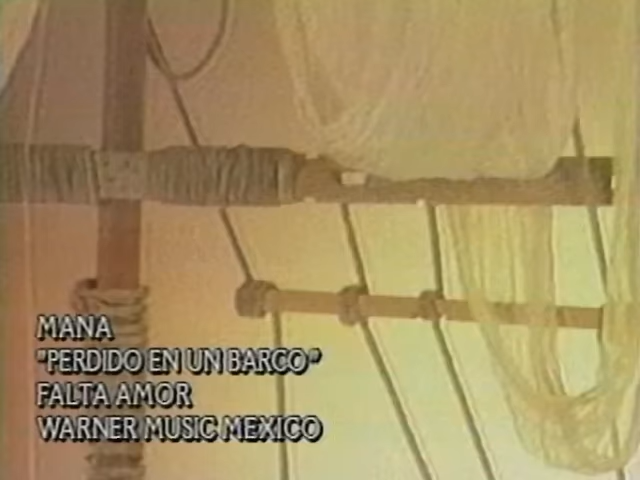 MANA
"PERDIDO EN UN BARCO"
FALTA AMOR
WARNER MUSIC MEXICO